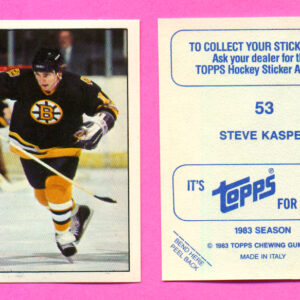 B
TO COLLECT YOUR STICK
Ask your dealer for th
TOPPS Hockey Sticker A
53
STEVE KASPE
IT'S topps
FOR
1983 SEASON
BEND HERE
PEEL BACK
© 1983 TOPPS CHEWING GUM
MADE IN ITALY